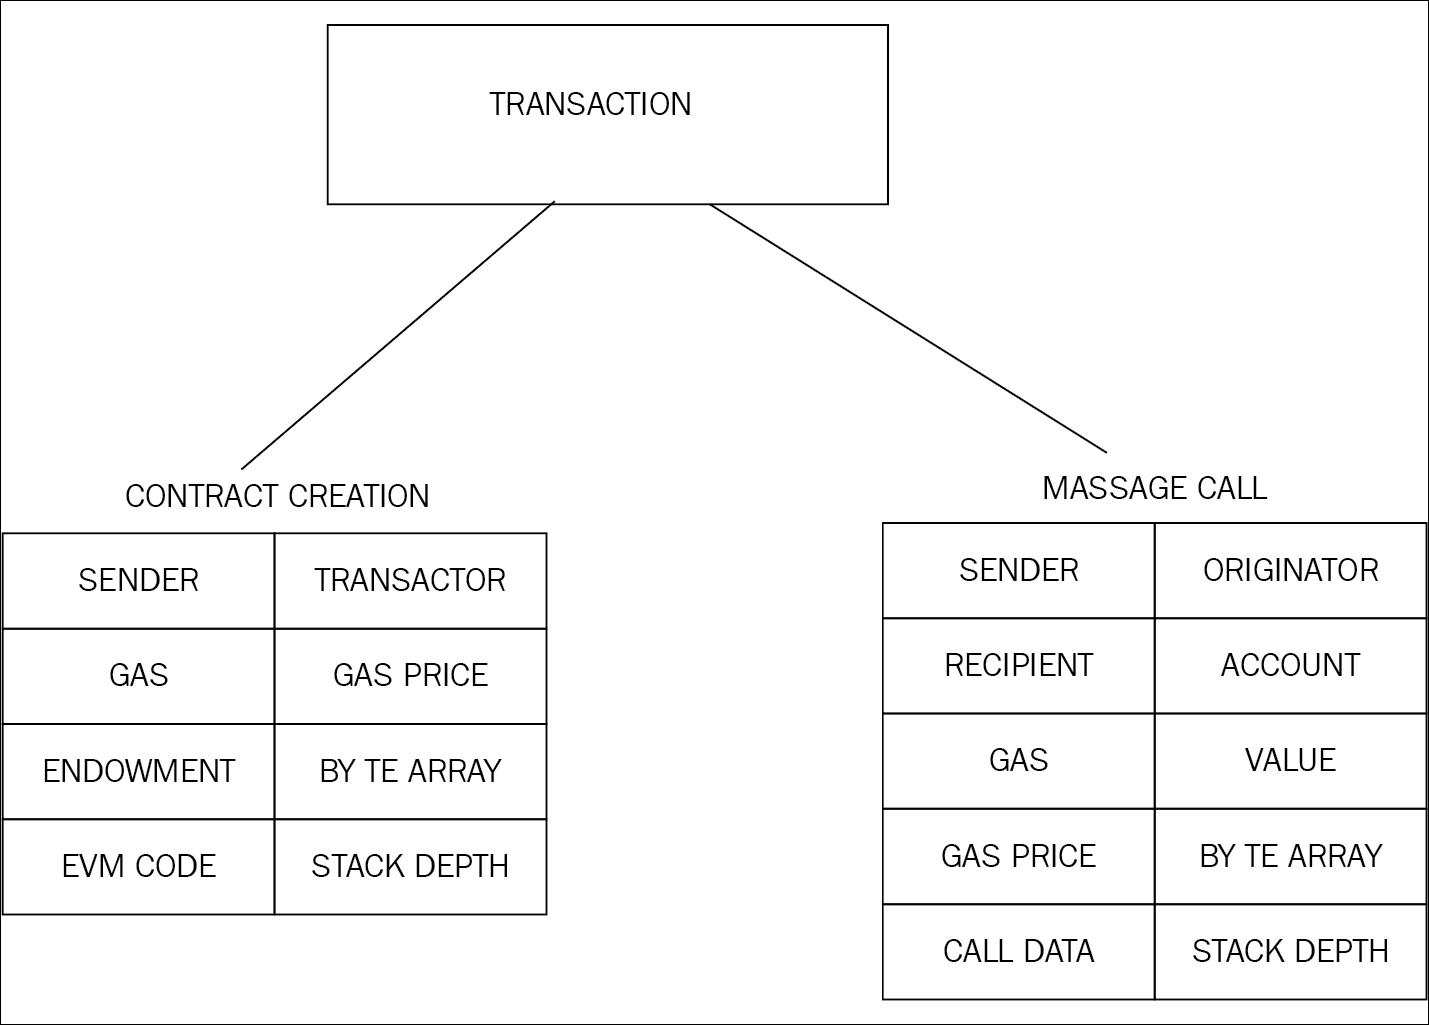 TRANSACTION
CONTRACT CREATION
SENDER TRANSACTOR
GAS GAS PRICE
ENDOWMENT BY TE ARRAY
EVM CODE STACK DEPTH
MASSAGE CALL
SENDER ORIGINATOR
RECIPIENT ACCOUNT
GAS VALUE
GAS PRICE BY TE ARRAY
CALL DATA STACK DEPTH